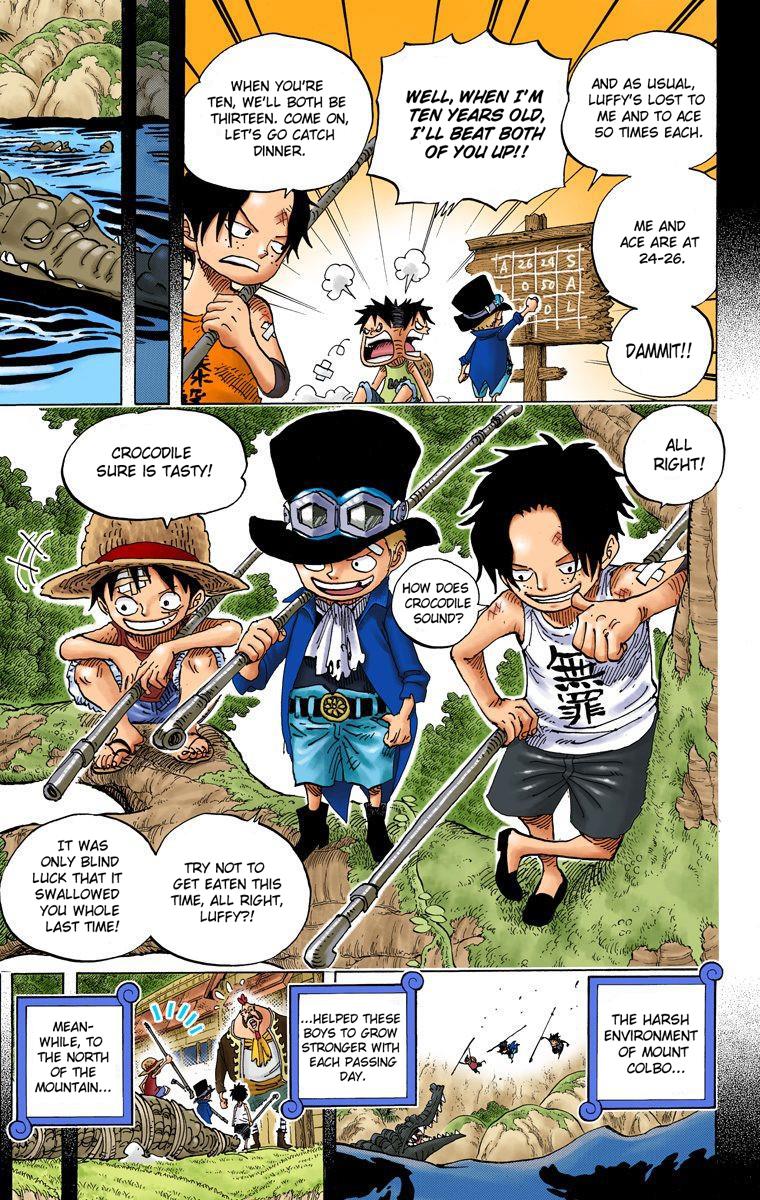 AND AS USUAL,
LUFFY'S LOST TO
ME AND TO ACE
50 TIMES EACH.
ME AND
ACE ARE AT
24-26.
DAMMIT!!
WELL, WHEN I'M
TEN YEARS OLD,
I'LL BEAT BOTH
OF YOU UP!!
WHEN YOU'RE
TEN, WE'LL BOTH BE
THIRTEEN. COME ON,
LET'S GO CATCH
DINNER.
A 26 24 S
0 50 A
0 L
ALL
RIGHT!
HOW DOES
CROCODILE
SOUND?
CROCODILE
SURE IS TASTY!
無罪
TRY NOT TO
GET EATEN THIS
TIME, ALL RIGHT,
LUFFY?!
IT WAS
ONLY BLIND
LUCK THAT IT
SWALLOWED
YOU WHOLE
LAST TIME!
THE HARSH
ENVIRONMENT
OF MOUNT
COLBO...
...HELPED THESE
BOYS TO GROW
STRONGER WITH
EACH PASSING
DAY.
MEAN-
WHILE, TO
THE NORTH
OF THE
MOUNTAIN...